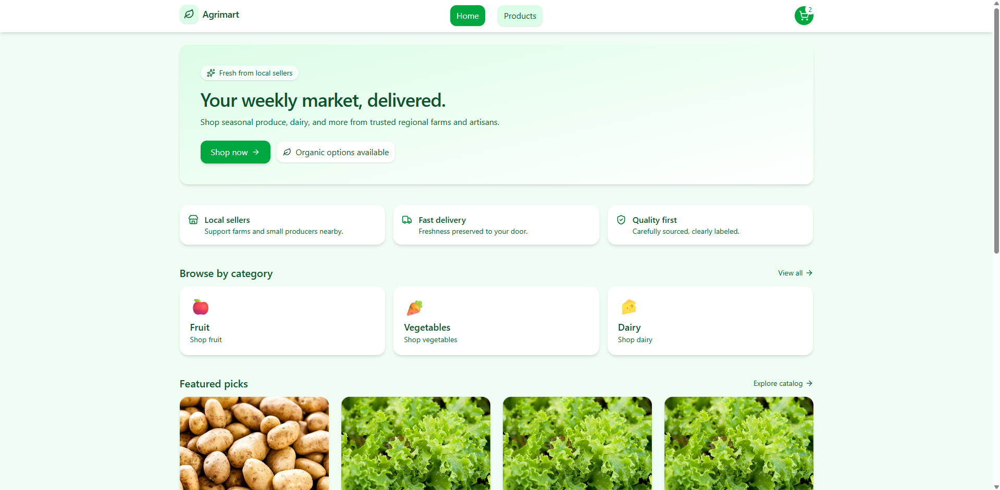 Agrimart
Home
Products
2
Fresh from local sellers
Your weekly market, delivered.
Shop seasonal produce, dairy, and more from trusted regional farms and artisans.
Shop now
Organic options available
Local sellers
Support farms and small producers nearby.
Fast delivery
Freshness preserved to your door.
Quality first
Carefully sourced, clearly labeled.
Browse by category
View all
Fruit
Shop fruit
Vegetables
Shop vegetables
Dairy
Shop dairy
Featured picks
Explore catalog